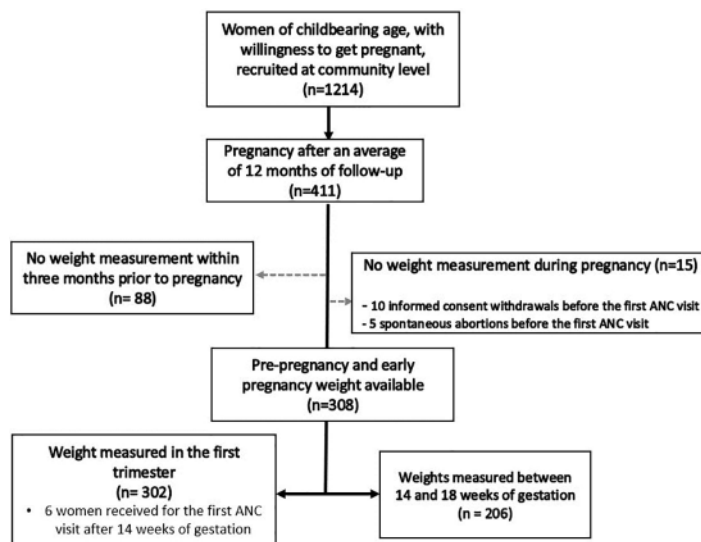 Women of childbearing age, with
willingness to get pregnant,
recruited at community level
(n=1214)
Pregnancy after an average
of 12 months of follow-up
(n=411)
No weight measurement within
three months prior to pregnancy
(n= 88)
No weight measurement during pregnancy (n=15)
- 10 informed consent withdrawals before the first ANC visit
- 5 spontaneous abortions before the first ANC visit
Pre-pregnancy and early
pregnancy weight available
(n=308)
Weight measured in the first
trimester
(n= 302)
• 6 women received for the first ANC
visit after 14 weeks of gestation
Weights measured between
14 and 18 weeks of gestation
(n = 206)